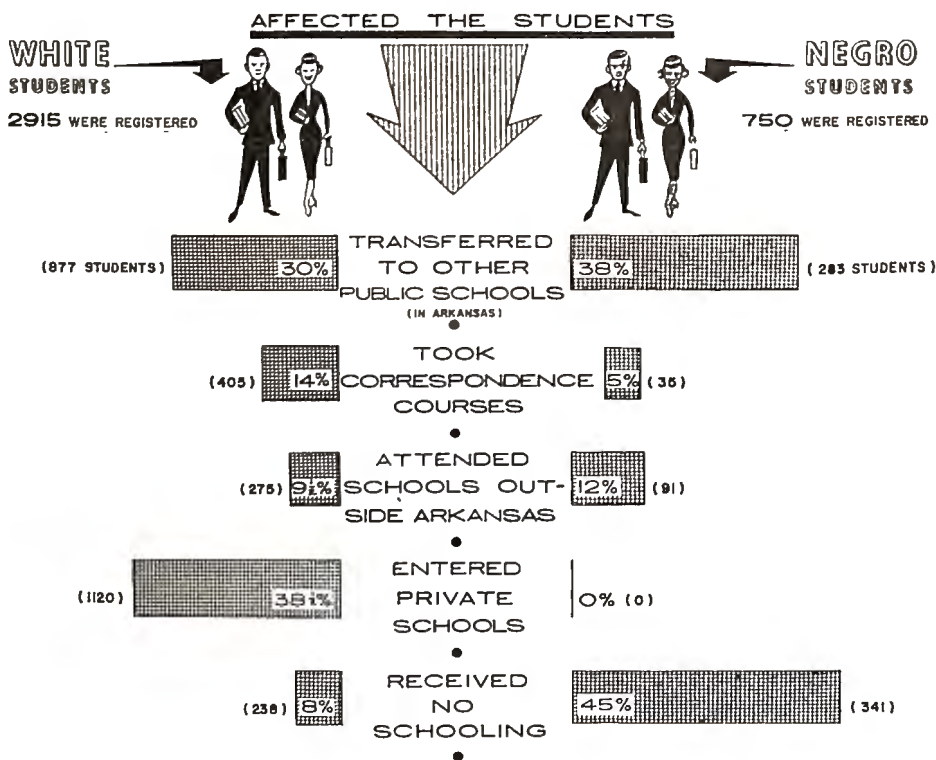 AFFECTED THE STUDENTS
WHITE
STUDENTS
2915 WERE REGISTERED
NEGRO
STUDENTS
750 WERE REGISTERED
(877 STUDENTS)
30%
TRANSFERRED
TO OTHER
PUBLIC SCHOOLS
(IN ARKANSAS)
38%
(283 STUDENTS)
(405)
14%
TOOK
CORRESPONDENCE
COURSES
5%
(35)
(275)
9½%
ATTENDED
SCHOOLS OUT-
SIDE ARKANSAS
12%
(91)
(1120)
38½%
ENTERED
PRIVATE
SCHOOLS
0% (0)
(238)
8%
RECEIVED
NO
SCHOOLING
45%
(341)